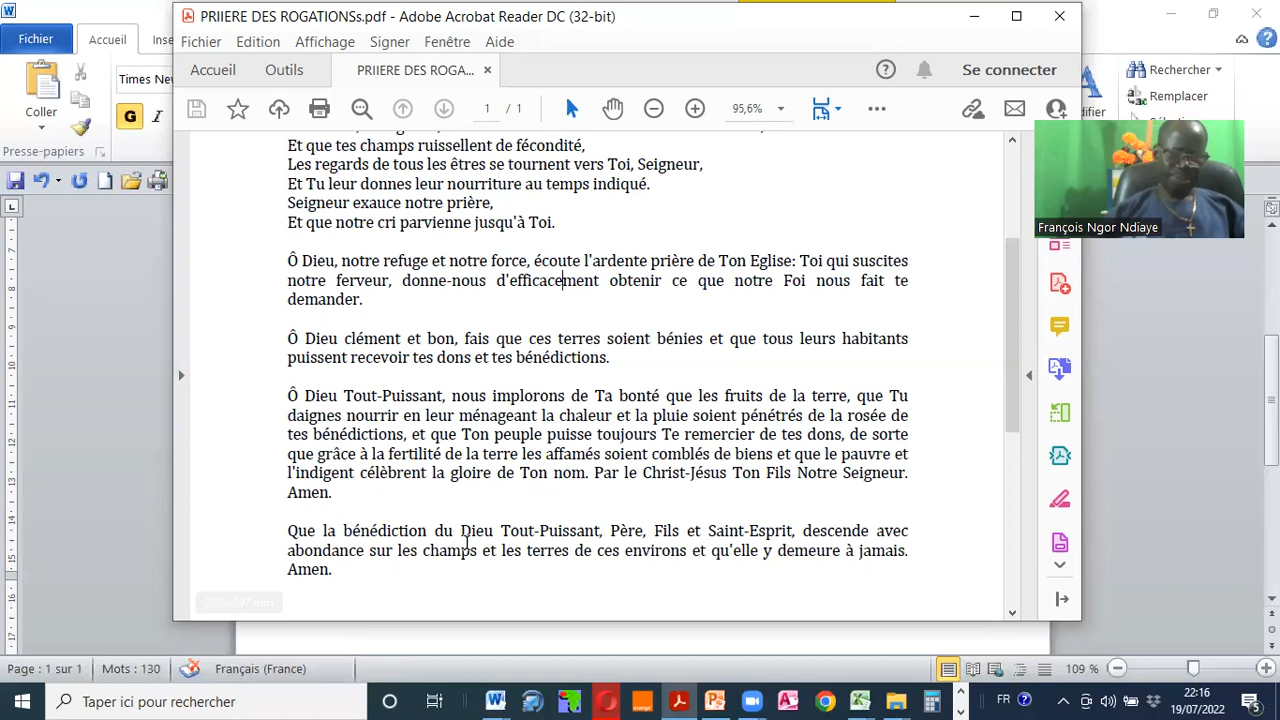 PRIIERE DES ROGATIONSs.pdf - Adobe Acrobat Reader DC (32-bit)
Fichier
Accueil
Inse
Fichier Edition Affichage Signer Fenêtre Aide
Accueil Outils PRIIERE DES ROGA... ×
Se connecter
Rechercher
Remplacer
Coller
Times New
G I
Presse-papiers
1 / 1
95,6%
François Ngor Ndiaye
Et que tes champs ruissellent de fécondité,
Les regards de tous les êtres se tournent vers Toi, Seigneur,
Et Tu leur donnes leur nourriture au temps indiqué.
Seigneur exauce notre prière,
Et que notre cri parvienne jusqu'à Toi.
Ô Dieu, notre refuge et notre force, écoute l'ardente prière de Ton Eglise: Toi qui suscites
notre ferveur, donne-nous d'efficacement obtenir ce que notre Foi nous fait te
demander.
Ô Dieu clément et bon, fais que ces terres soient bénies et que tous leurs habitants
puissent recevoir tes dons et tes bénédictions.
Ô Dieu Tout-Puissant, nous implorons de Ta bonté que les fruits de la terre, que Tu
daignes nourrir en leur ménageant la chaleur et la pluie soient pénétrés de la rosée de
tes bénédictions, et que Ton peuple puisse toujours Te remercier de tes dons, de sorte
que grâce à la fertilité de la terre les affamés soient comblés de biens et que le pauvre et
l'indigent célèbrent la gloire de Ton nom. Par le Christ-Jésus Ton Fils Notre Seigneur.
Amen.
Que la bénédiction du Dieu Tout-Puissant, Père, Fils et Saint-Esprit, descende avec
abondance sur les champs et les terres de ces environs et qu'elle y demeure à jamais.
Amen.
Page : 1 sur 1 Mots : 130 Français (France)
109 %
Taper ici pour rechercher
FR
22:16
19/07/2022
5